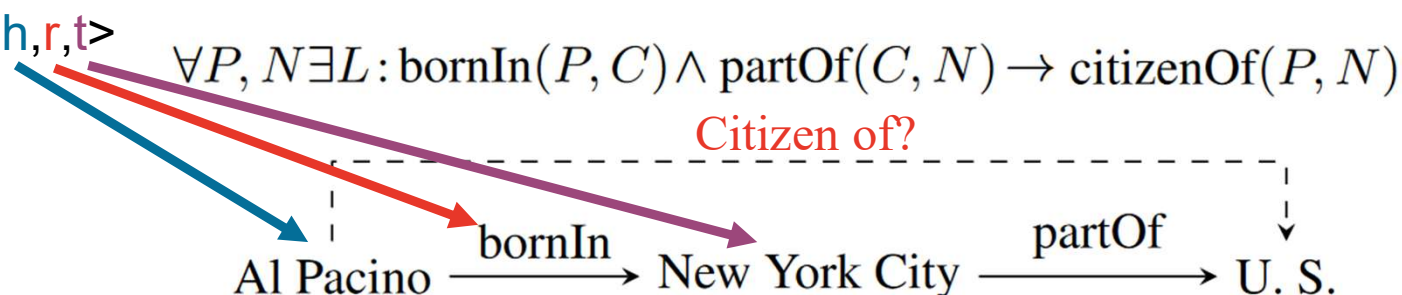 h,r,t>
∀P, N∃L : bornIn(P, C) ∧ partOf(C, N) → citizenOf(P, N)
Citizen of?
bornIn
partOf
Al Pacino
New York City
U. S.